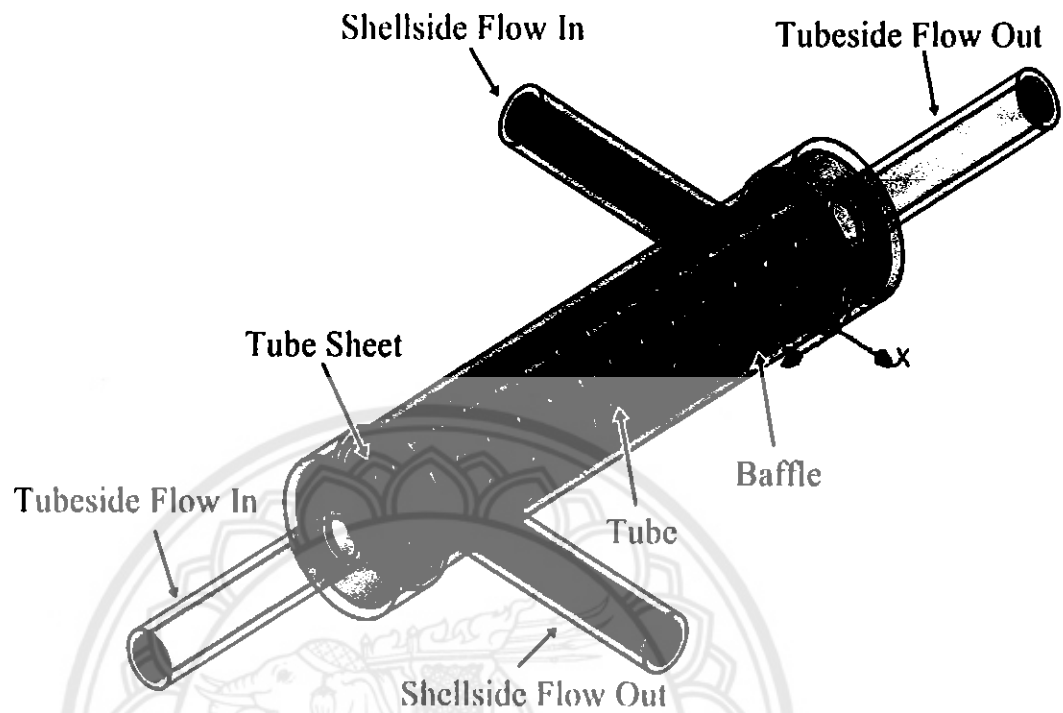 Shellside Flow In
Tubeside Flow Out
Tube Sheet
X
Baffle
Tubeside Flow In
Tube
Shellside Flow Out